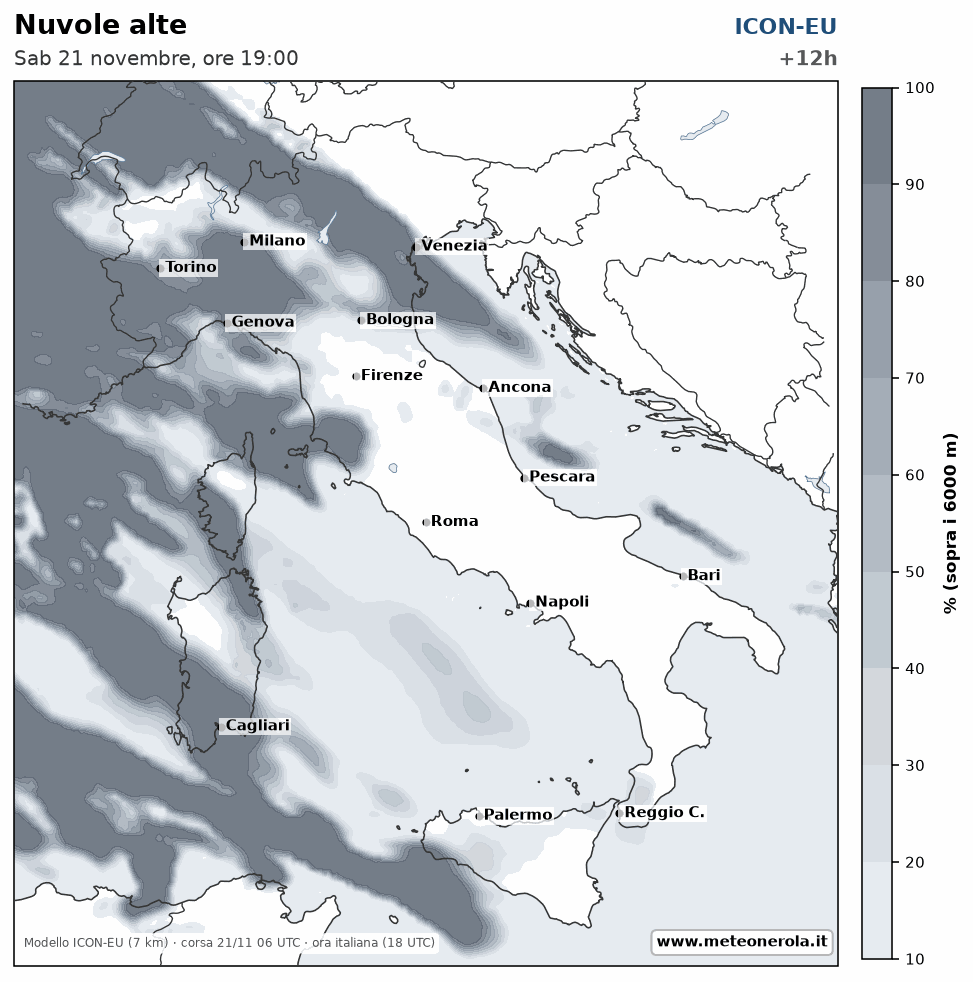 Nuvole alte
ICON-EU
Sab 21 novembre, ore 19:00
+12h
100
90
80
70
60
50
40
30
20
10
% (sopra i 6000 m)
Milano
Venezia
Torino
Genova
Bologna
Firenze
Ancona
Pescara
Roma
Bari
Napoli
Cagliari
Palermo
Reggio C.
Modello ICON-EU (7 km) · corsa 21/11 06 UTC · ora italiana (18 UTC)
www.meteonerola.it